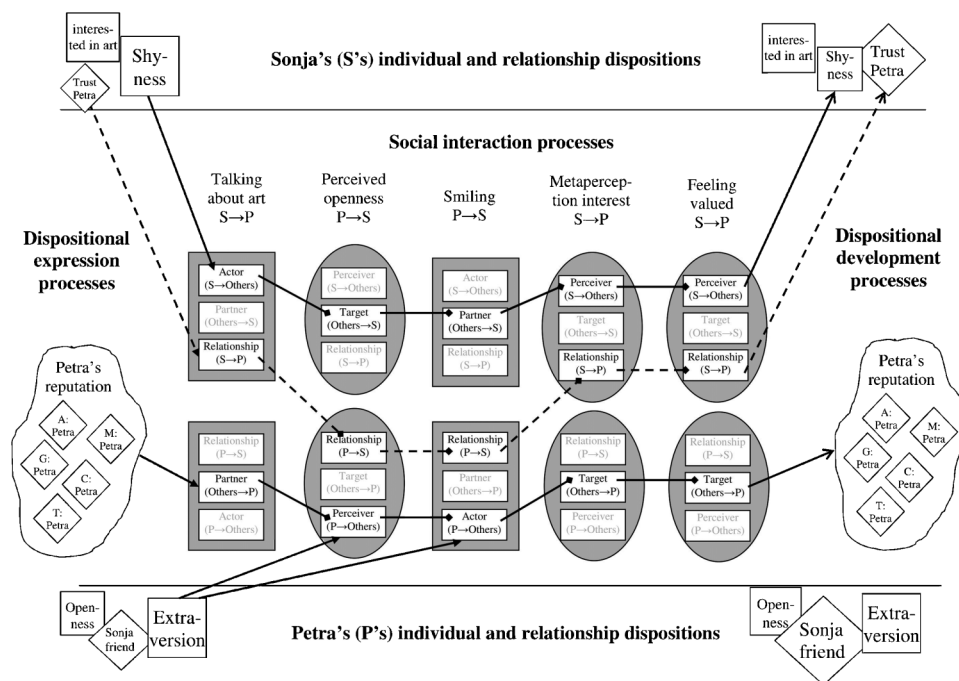 interes-
ted in art
Shy-
ness
Trust
Petra
Sonja's (S's) individual and relationship dispositions
interes-
ted in art
Shy-
ness
Trust
Petra
Social interaction processes
Talking
about art
S→P
Perceived
openness
P→S
Smiling
P→S
Metapercep-
tion interest
S→P
Feeling
valued
S→P
Dispositional
expression
processes
Dispositional
development
processes
Actor
(S→Others)
Partner
(Others→S)
Relationship
(S→P)
Perceiver
(S→Others)
Target
(Others→S)
Relationship
(S→P)
Actor
(S→Others)
Partner
(Others→S)
Relationship
(S→P)
Perceiver
(S→Others)
Target
(Others→S)
Relationship
(S→P)
Perceiver
(S→Others)
Target
(Others→S)
Relationship
(S→P)
Petra's
reputation
A:
Petra
M:
Petra
G:
Petra
C:
Petra
T:
Petra
Relationship
(P→S)
Partner
(Others→P)
Actor
(P→Others)
Relationship
(P→S)
Target
(Others→P)
Perceiver
(P→Others)
Relationship
(P→S)
Partner
(Others→P)
Actor
(P→Others)
Relationship
(P→S)
Target
(Others→P)
Perceiver
(P→Others)
Relationship
(P→S)
Target
(Others→P)
Perceiver
(P→Others)
Petra's
reputation
A:
Petra
M:
Petra
G:
Petra
C:
Petra
T:
Petra
Open-
ness
Sonja
friend
Extra-
version
Petra's (P's) individual and relationship dispositions
Open-
ness
Sonja
friend
Extra-
version